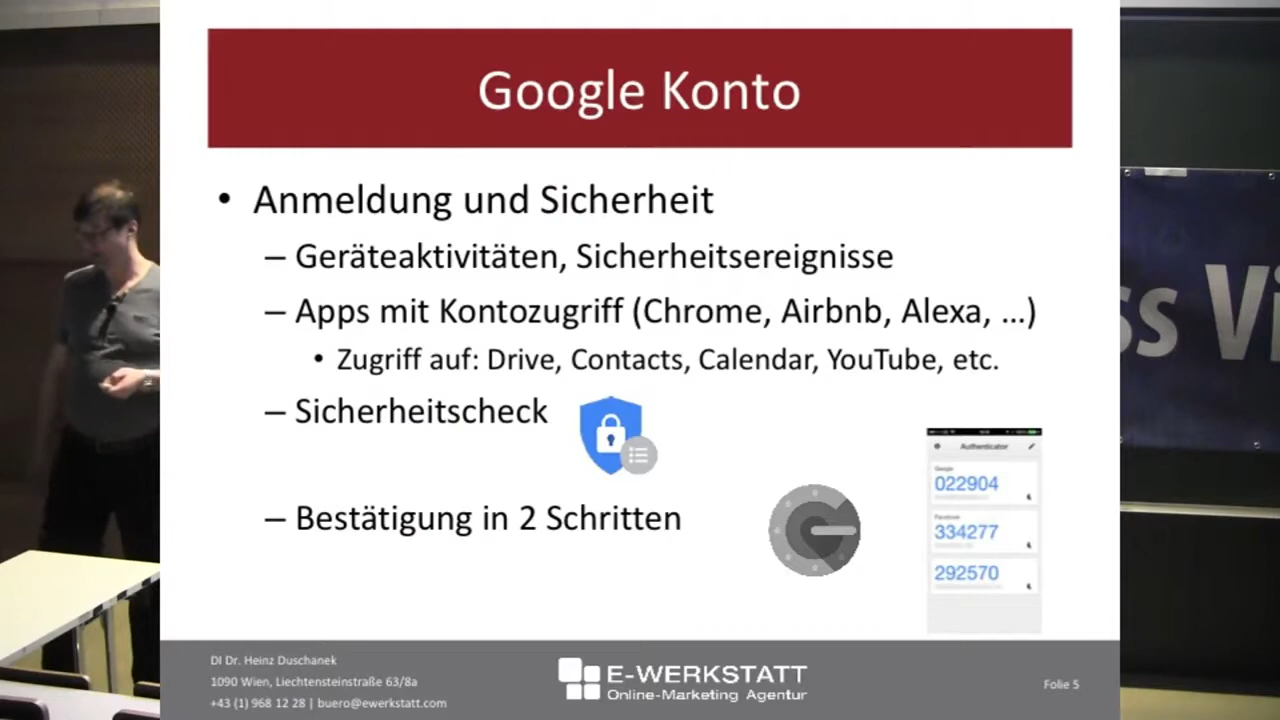 Google Konto
• Anmeldung und Sicherheit
– Geräteaktivitäten, Sicherheitsereignisse
– Apps mit Kontozugriff (Chrome, Airbnb, Alexa, ...)
• Zugriff auf: Drive, Contacts, Calendar, YouTube, etc.
– Sicherheitscheck
– Bestätigung in 2 Schritten
Authenticator
Google
022904
Facebook
334277
292570
ss Vi
DI Dr. Heinz Duschanek
1090 Wien, Liechtensteinstraße 63/8a
+43 (1) 968 12 28 | buero@ewerkstatt.com
E-WERKSTATT
Online-Marketing Agentur
Folie 5